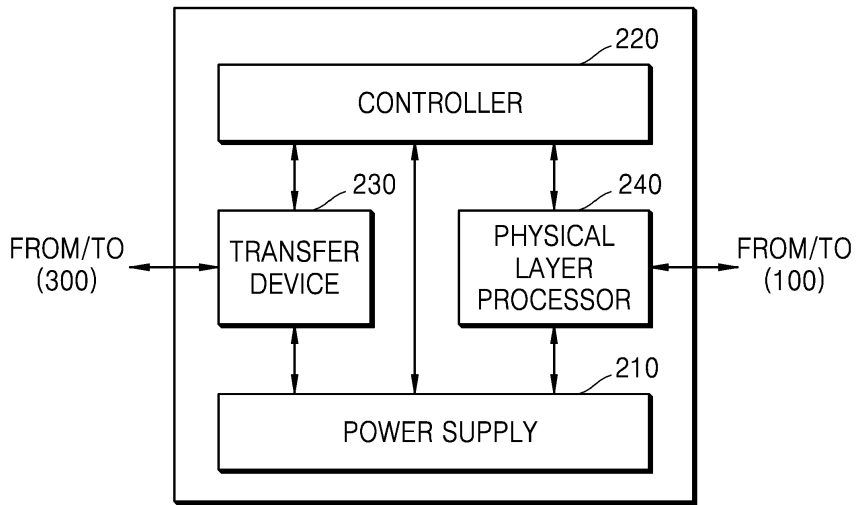 220
CONTROLLER
230
240
FROM/TO
(300)
TRANSFER
DEVICE
PHYSICAL
LAYER
PROCESSOR
FROM/TO
(100)
210
POWER SUPPLY